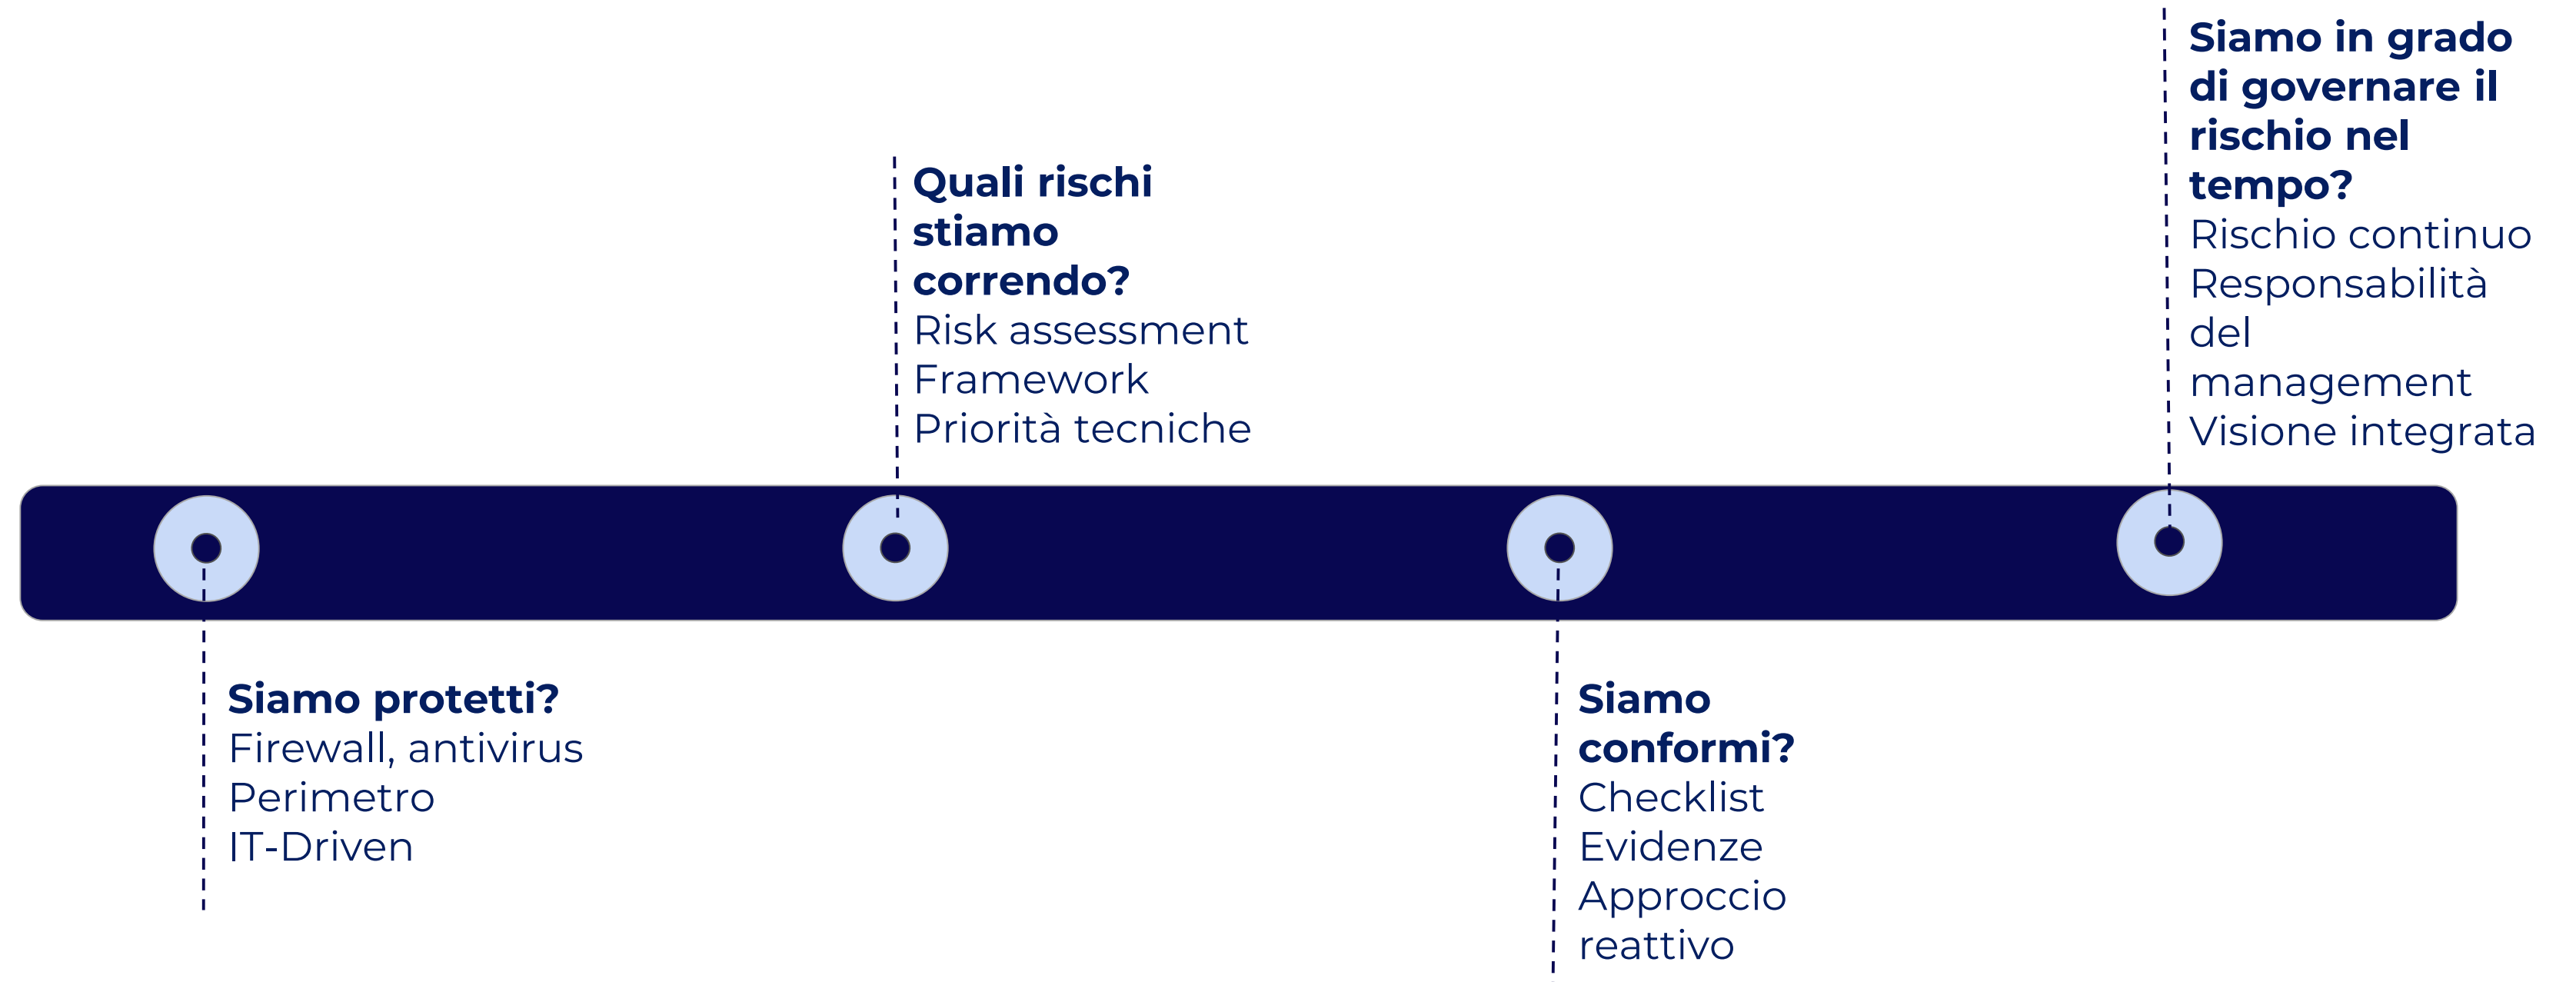 Siamo protetti?
Firewall, antivirus
Perimetro
IT-Driven
Quali rischi
stiamo
correndo?
Risk assessment
Framework
Priorità tecniche
Siamo
conformi?
Checklist
Evidenze
Approccio
reattivo
Siamo in grado
di governare il
rischio nel
tempo?
Rischio continuo
Responsabilità
del
management
Visione integrata